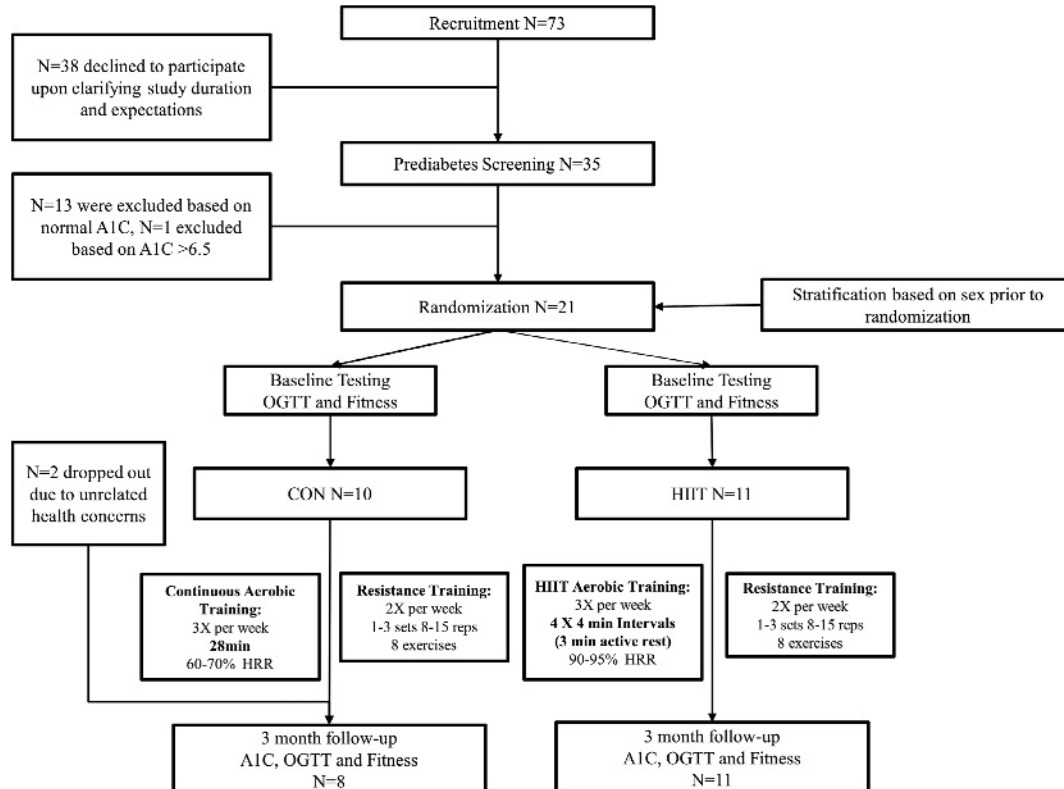 Recruitment N=73
N=38 declined to participate
upon clarifying study duration
and expectations
Prediabetes Screening N=35
N=13 were excluded based on
normal A1C, N=1 excluded
based on A1C >6.5
Randomization N=21
Stratification based on sex prior to
randomization
Baseline Testing
OGTT and Fitness
Baseline Testing
OGTT and Fitness
N=2 dropped out
due to unrelated
health concerns
CON N=10
HIIT N=11
Continuous Aerobic
Training:
3X per week
28min
60-70% HRR
Resistance Training:
2X per week
1-3 sets 8-15 reps
8 exercises
HIIT Aerobic Training:
3X per week
4 X 4 min Intervals
(3 min active rest)
90-95% HRR
Resistance Training:
2X per week
1-3 sets 8-15 reps
8 exercises
3 month follow-up
A1C, OGTT and Fitness
N=8
3 month follow-up
A1C, OGTT and Fitness
N=11